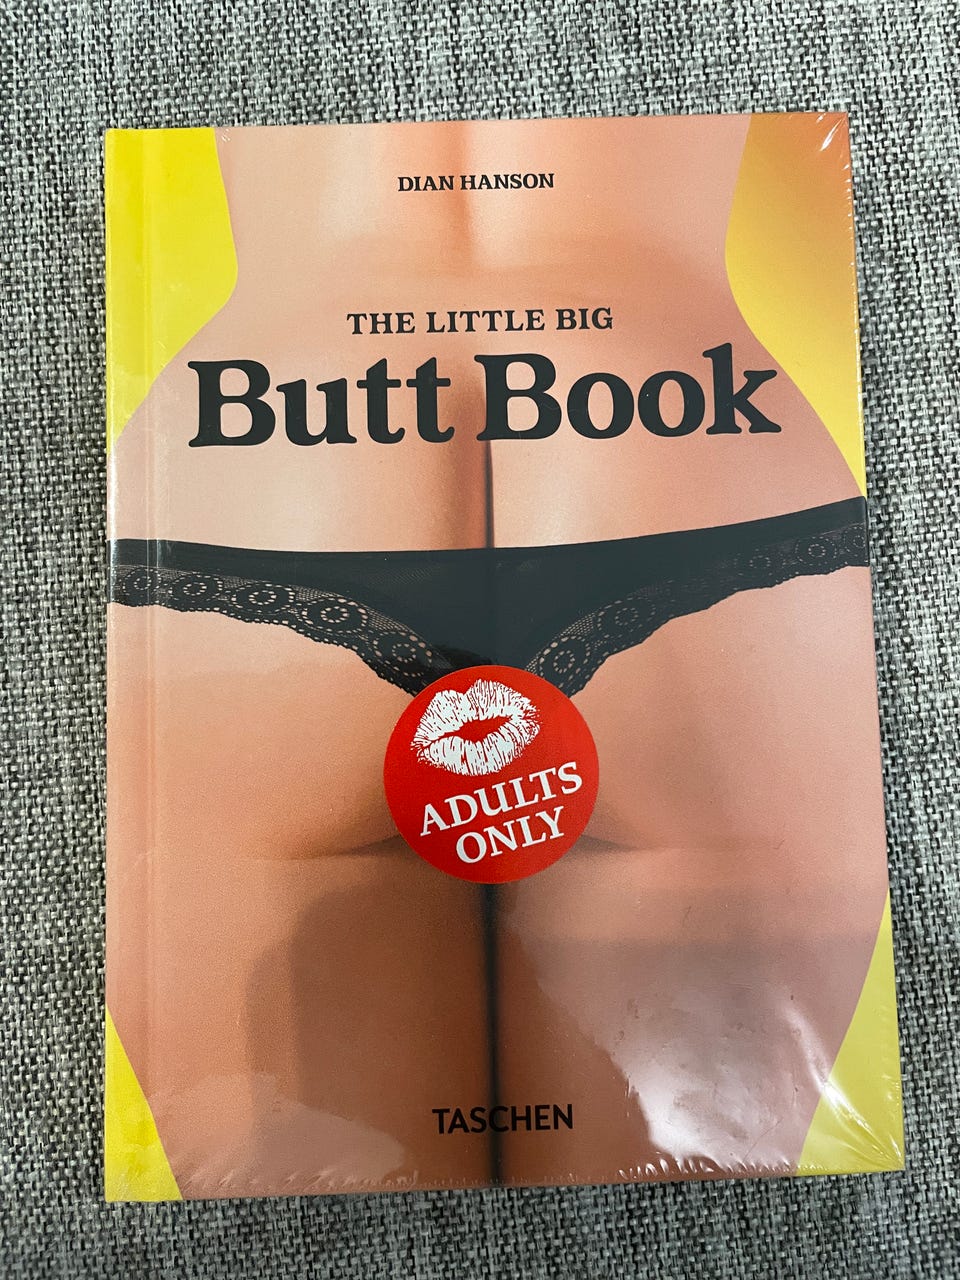 DIAN HANSON
THE LITTLE BIG
Butt Book
ADULTS
ONLY
TASCHEN